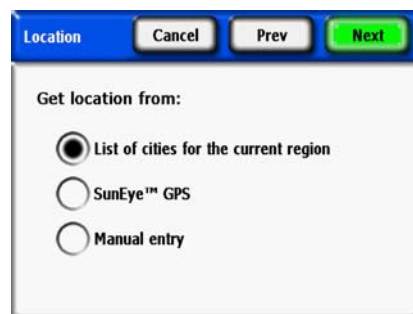 Location Cancel Prev Next
Get location from:
List of cities for the current region
SunEye™ GPS
Manual entry